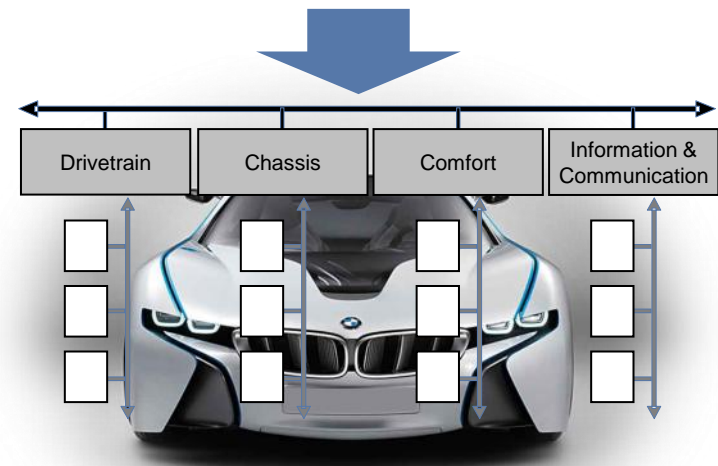 Drivetrain
Chassis
Comfort
Information &
Communication